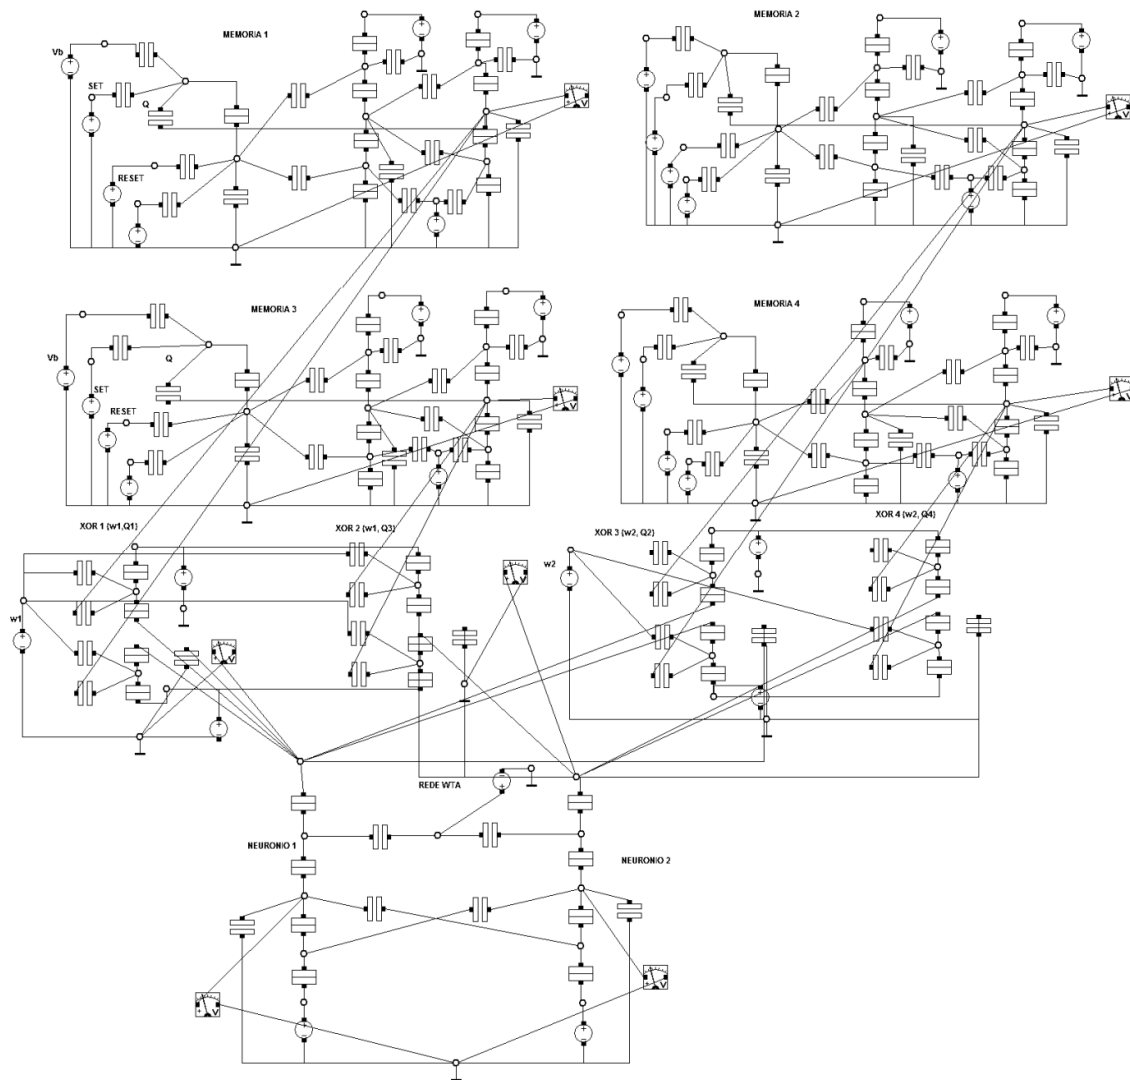 MEMORIA 1
MEMORIA 2
Vb
SET
Q
RESET
MEMORIA 3
MEMORIA 4
Vb
Q
SET
RESET
XOR 1 (w1,Q1)
XOR 2 (w1, Q3)
XOR 3 (w2, Q2)
XOR 4 (w2, Q4)
w1
w2
REDE WTA
NEURONIO 1
NEURONIO 2
V
V
V
V
V
V
V
V